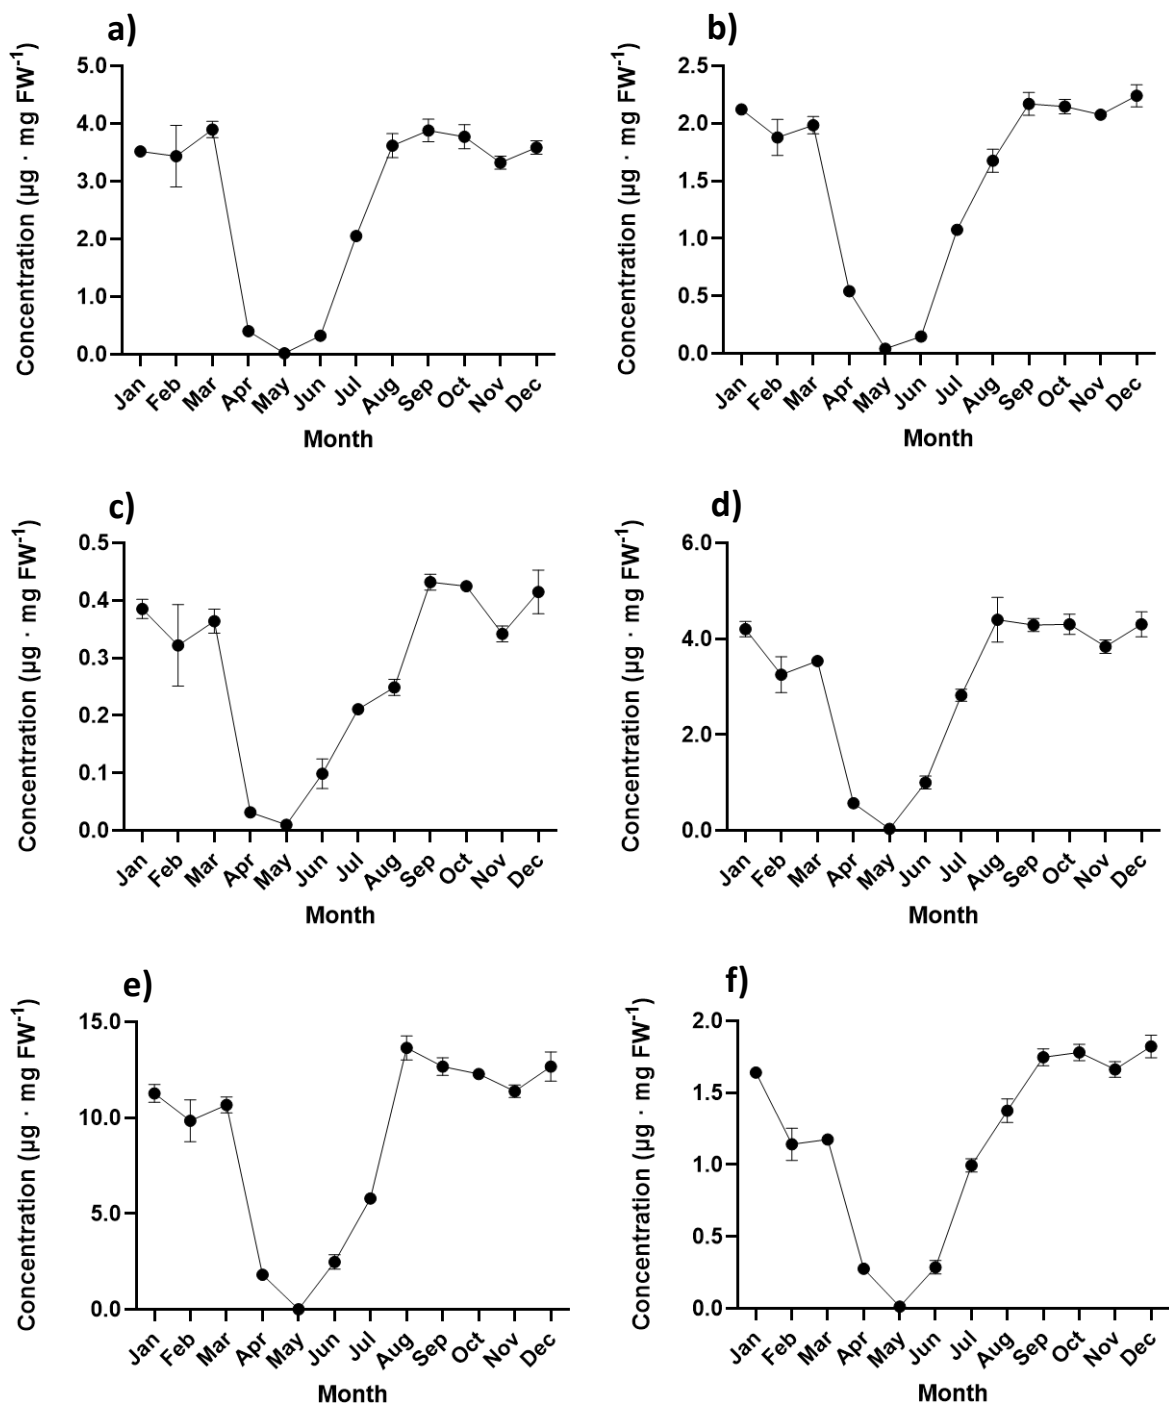 a)
Concentration (µg · mg FW⁻¹)
5.0
4.0
3.0
2.0
1.0
0.0
Jan Feb Mar Apr May Jun Jul Aug Sep Oct Nov Dec
Month
b)
Concentration (µg · mg FW⁻¹)
2.5
2.0
1.5
1.0
0.5
0.0
Jan Feb Mar Apr May Jun Jul Aug Sep Oct Nov Dec
Month
c)
Concentration (µg · mg FW⁻¹)
0.5
0.4
0.3
0.2
0.1
0.0
Jan Feb Mar Apr May Jun Jul Aug Sep Oct Nov Dec
Month
d)
Concentration (µg · mg FW⁻¹)
6.0
4.0
2.0
0.0
Jan Feb Mar Apr May Jun Jul Aug Sep Oct Nov Dec
Month
e)
Concentration (µg · mg FW⁻¹)
15.0
10.0
5.0
0.0
Jan Feb Mar Apr May Jun Jul Aug Sep Oct Nov Dec
Month
f)
Concentration (µg · mg FW⁻¹)
2.0
1.5
1.0
0.5
0.0
Jan Feb Mar Apr May Jun Jul Aug Sep Oct Nov Dec
Month